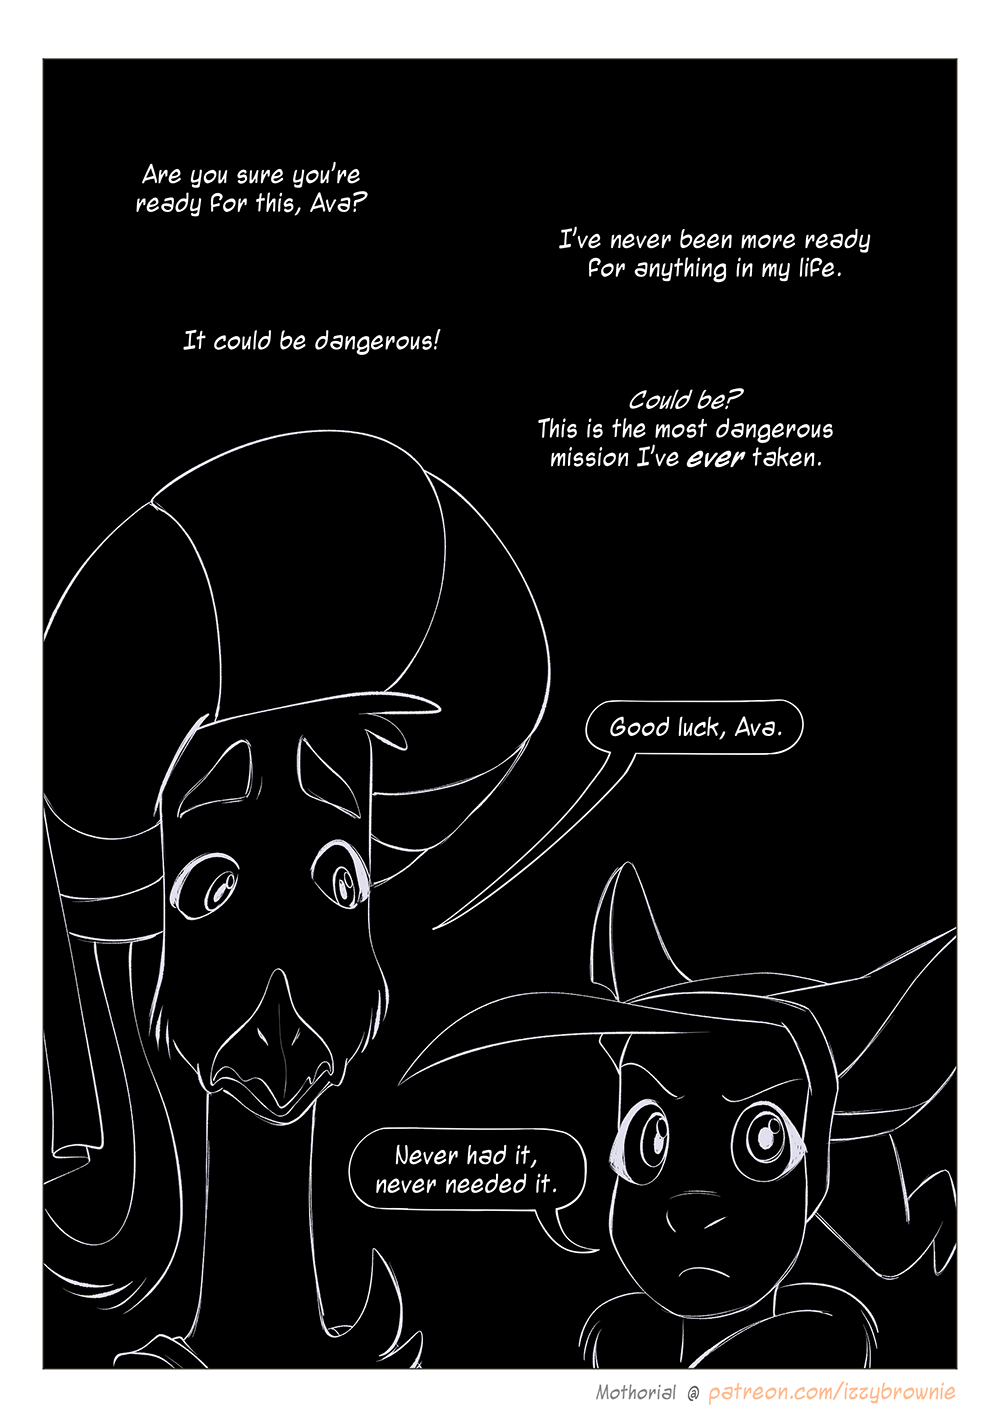 Are you sure you're
ready for this, Ava?
I've never been more ready
for anything in my life.
It could be dangerous!
Could be?
This is the most dangerous
mission I've ever taken.
Good luck, Ava.
Never had it,
never needed it.
Mothorial @ patreon.com/izzybrownie